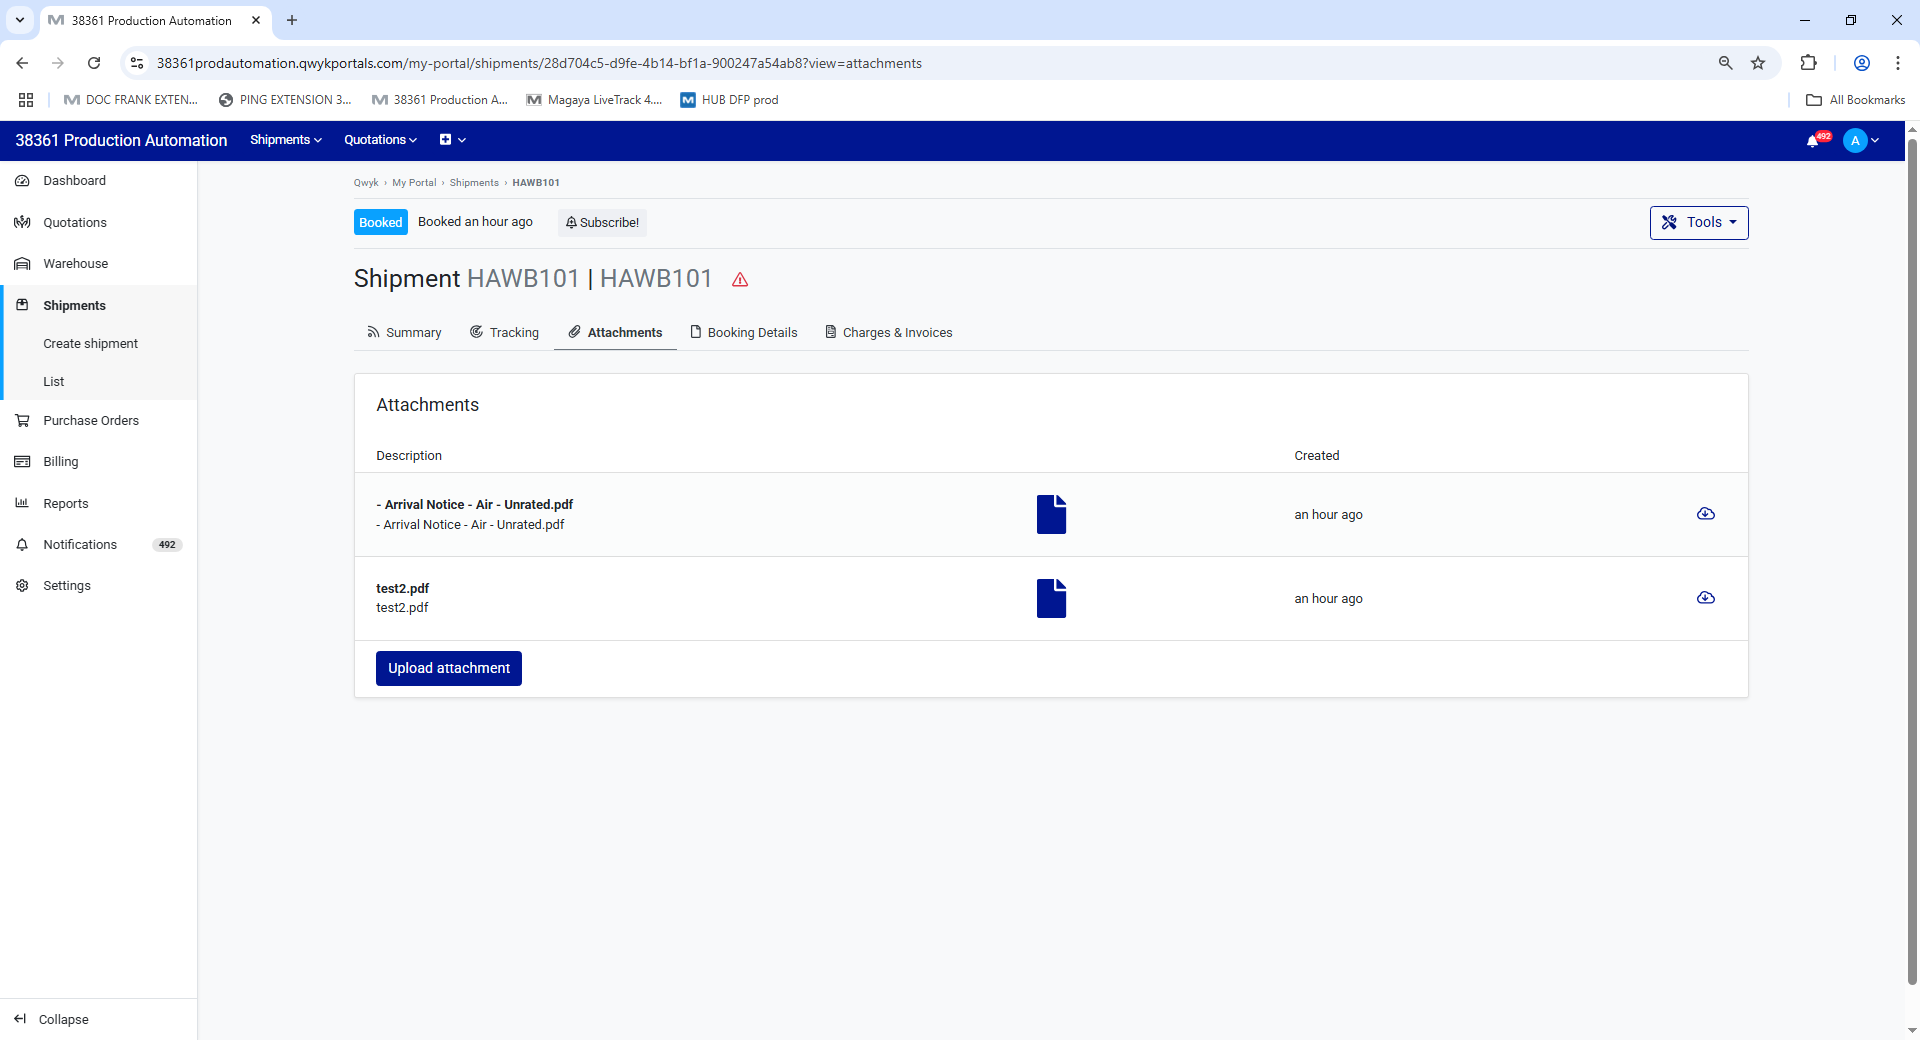 38361 Production Automation
38361prodautomation.qwykportals.com/my-portal/shipments/28d704c5-d9fe-4b14-bf1a-900247a54ab8?view=attachments
DOC FRANK EXTEN...
PING EXTENSION 3...
38361 Production A...
Magaya LiveTrack 4....
HUB DFP prod
All Bookmarks
38361 Production Automation
Shipments
Quotations
492
A
Dashboard
Quotations
Warehouse
Shipments
Create shipment
List
Purchase Orders
Billing
Reports
Notifications 492
Settings
Collapse
Qwyk › My Portal › Shipments › HAWB101
Booked Booked an hour ago Subscribe!
Tools
Shipment HAWB101 | HAWB101
Summary Tracking Attachments Booking Details Charges & Invoices
Attachments
Description Created
- Arrival Notice - Air - Unrated.pdf
- Arrival Notice - Air - Unrated.pdf
an hour ago
test2.pdf
test2.pdf
an hour ago
Upload attachment